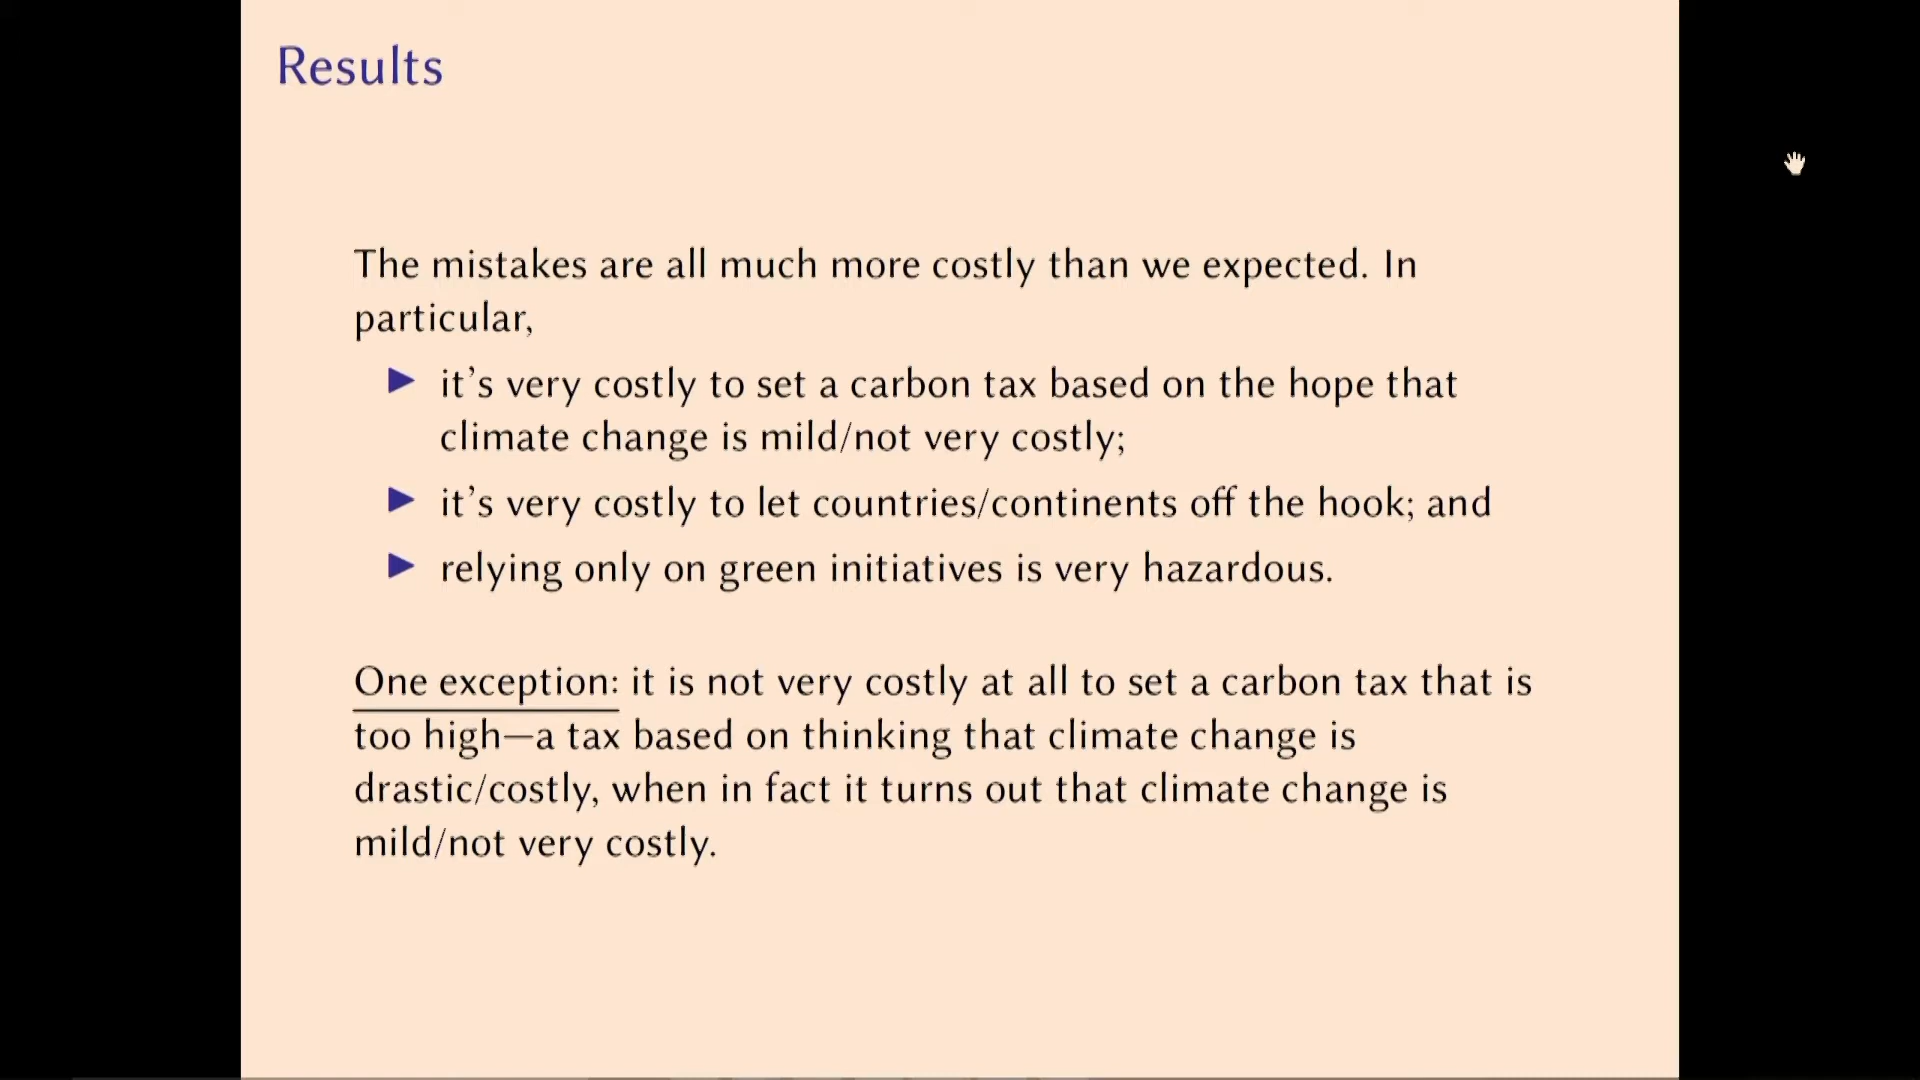 Results
The mistakes are all much more costly than we expected. In
particular,
▶ it's very costly to set a carbon tax based on the hope that
climate change is mild/not very costly;
▶ it's very costly to let countries/continents off the hook; and
▶ relying only on green initiatives is very hazardous.
One exception: it is not very costly at all to set a carbon tax that is
too high—a tax based on thinking that climate change is
drastic/costly, when in fact it turns out that climate change is
mild/not very costly.